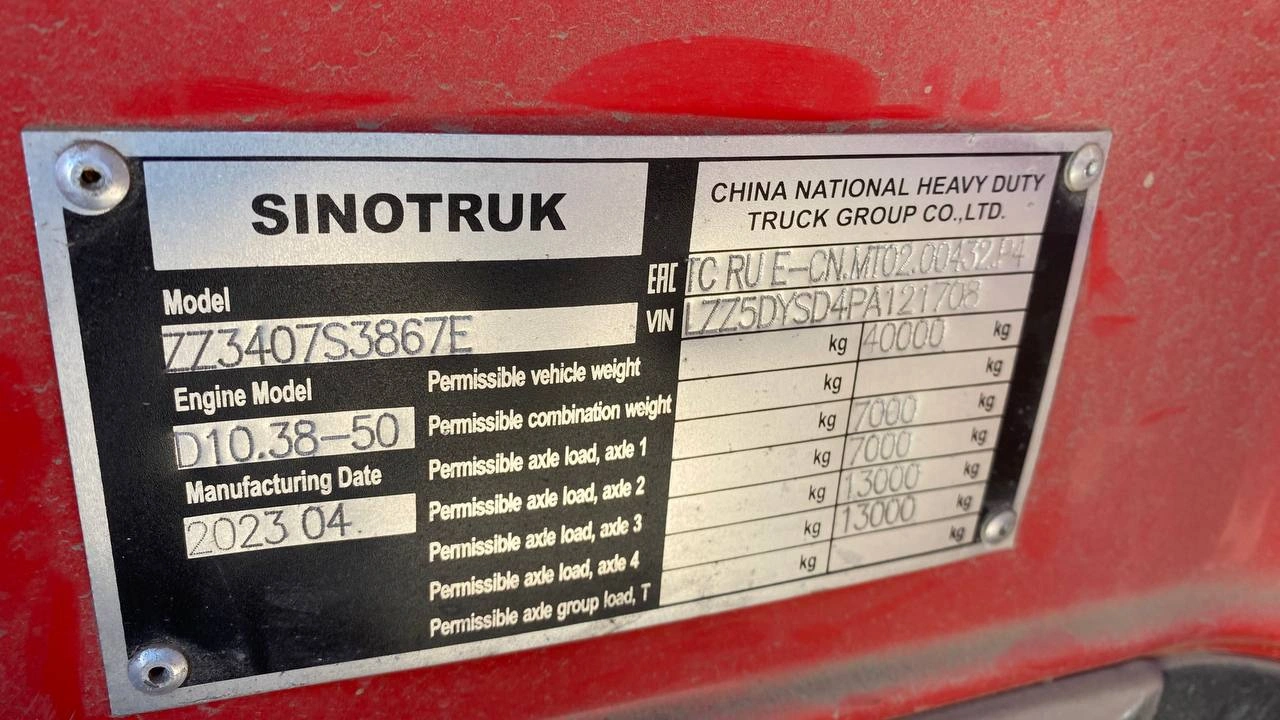 SINOTRUK
CHINA NATIONAL HEAVY DUTY
TRUCK GROUP CO.,LTD.
EAC TC RU E-CN.MT02.00432.P4
VIN LZZ5DYSD4PA121708
Model
ZZ3407S3867E
Engine Model
D10.38-50
Manufacturing Date
2023 04.
Permissible vehicle weight kg 40000 kg
Permissible combination weight kg kg
Permissible axle load, axle 1 kg 7000 kg
Permissible axle load, axle 2 kg 7000 kg
Permissible axle load, axle 3 kg 13000 kg
Permissible axle load, axle 4 kg 13000 kg
Permissible axle group load, T kg kg